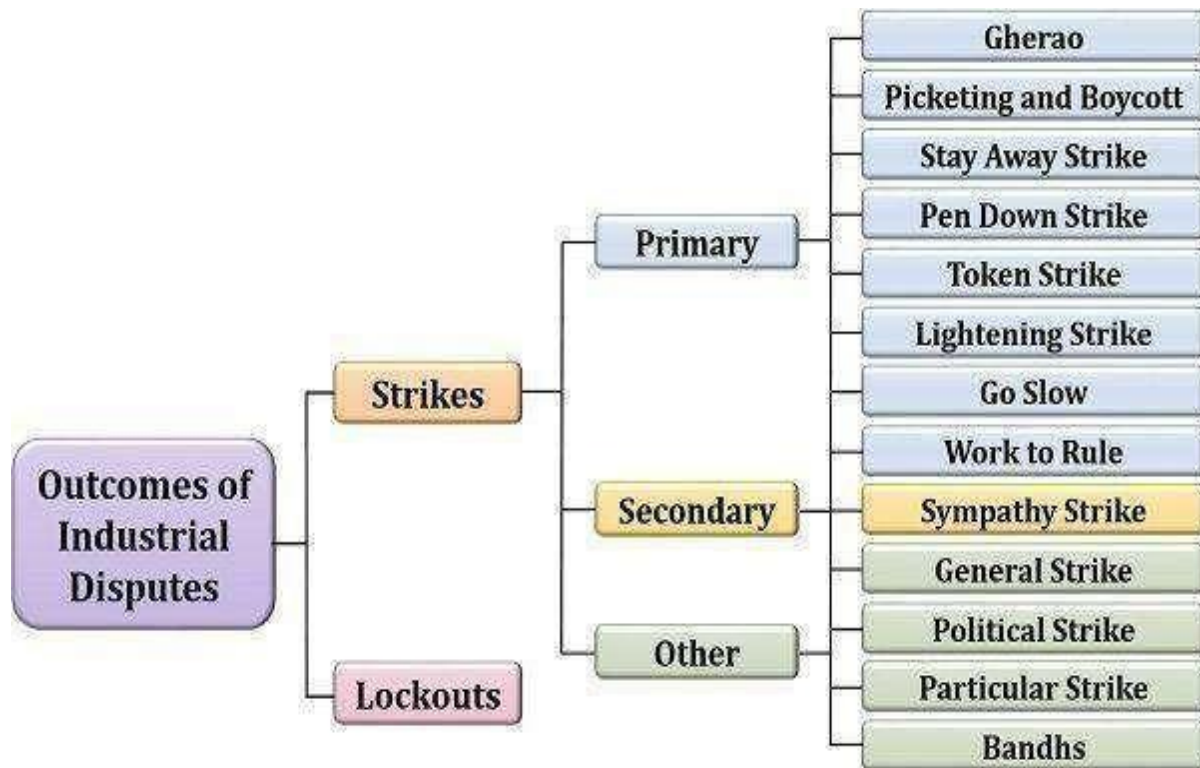 Outcomes of
Industrial
Disputes
Strikes
Lockouts
Primary
Secondary
Other
Gherao
Picketing and Boycott
Stay Away Strike
Pen Down Strike
Token Strike
Lightening Strike
Go Slow
Work to Rule
Sympathy Strike
General Strike
Political Strike
Particular Strike
Bandhs